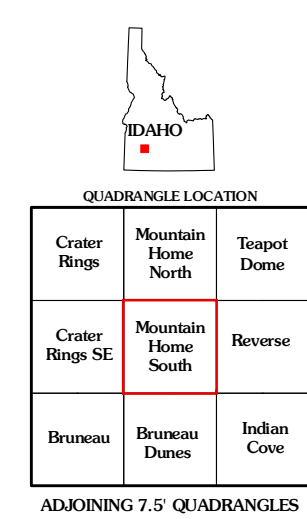 IDAHO
QUADRANGLE LOCATION
Crater
Rings
Mountain
Home
North
Teapot
Dome
Crater
Rings SE
Mountain
Home
South
Reverse
Bruneau
Bruneau
Dunes
Indian
Cove
ADJOINING 7.5' QUADRANGLES